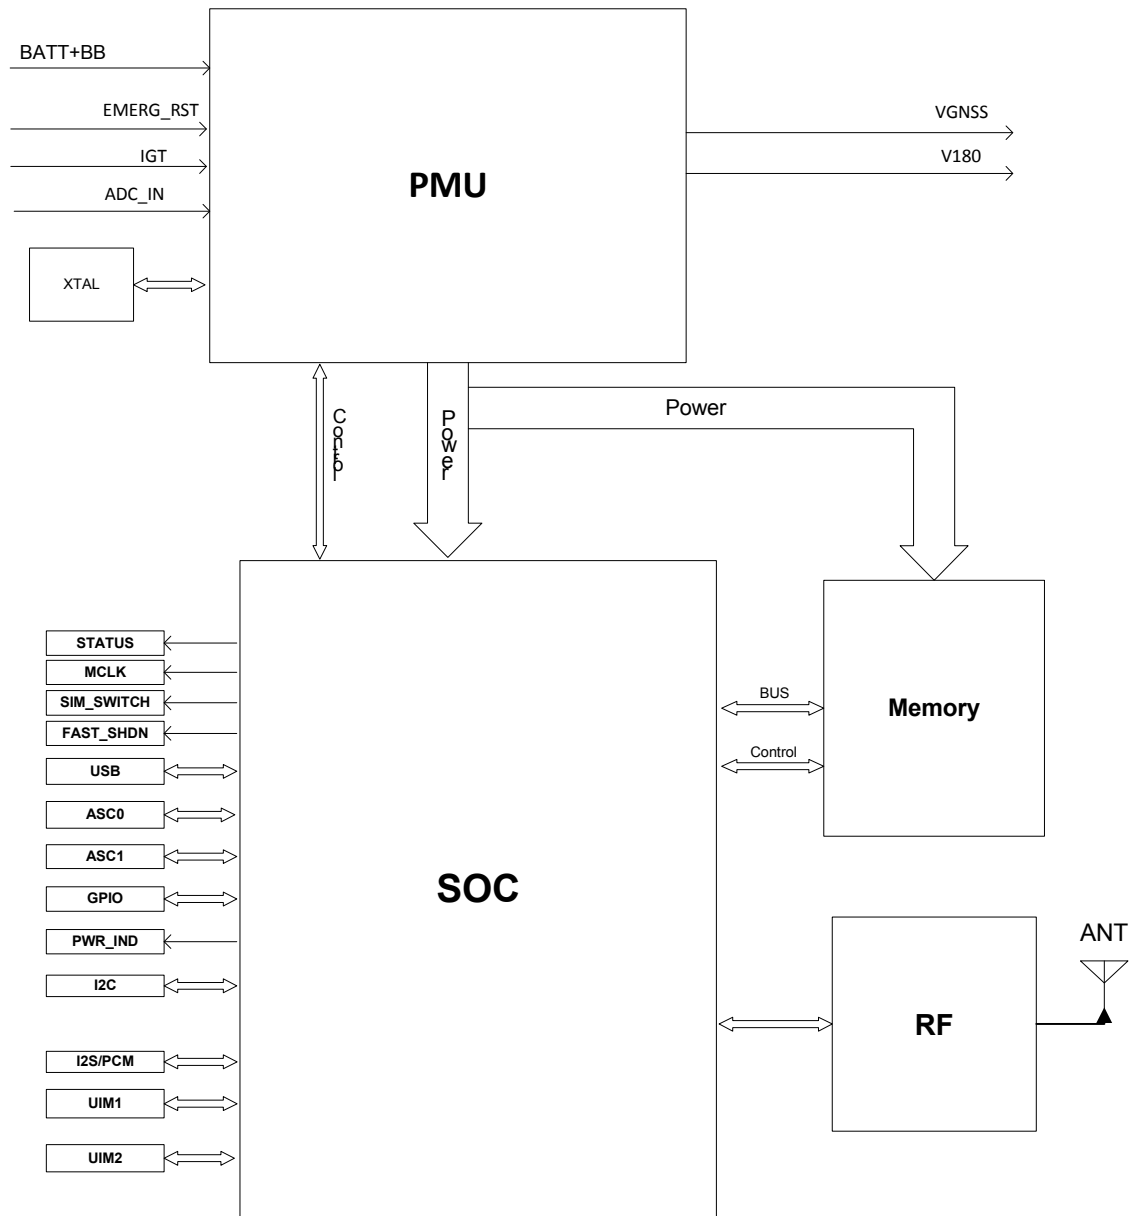 BATT+BB
EMERG_RST
IGT
ADC_IN
XTAL
PMU
VGNSS
V180
Control
Power
Power
STATUS
MCLK
SIM_SWITCH
FAST_SHDN
USB
ASC0
ASC1
GPIO
PWR_IND
I2C
I2S/PCM
UIM1
UIM2
SOC
BUS
Control
Memory
RF
ANT